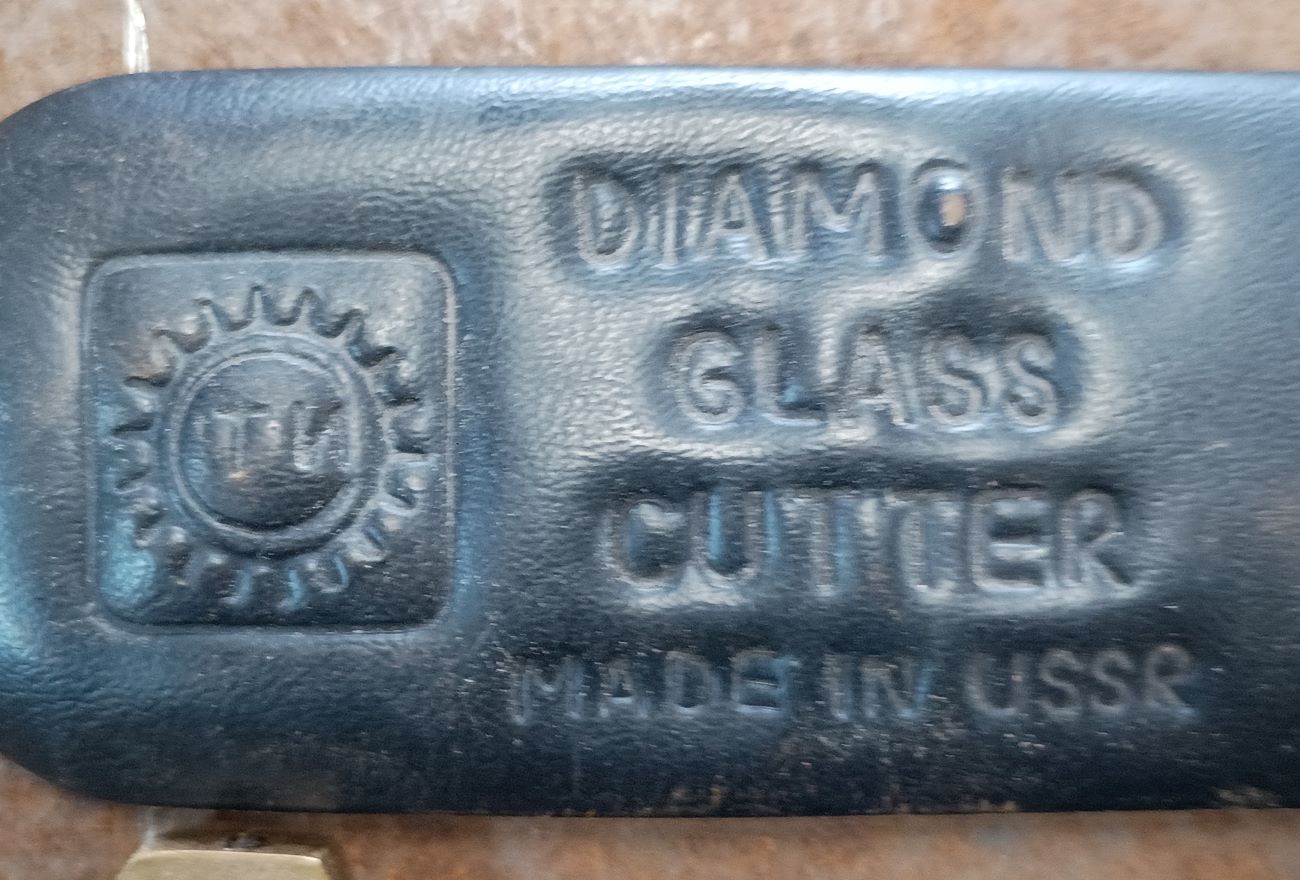 DIAMOND
GLASS
CUTTER
MADE IN USSR